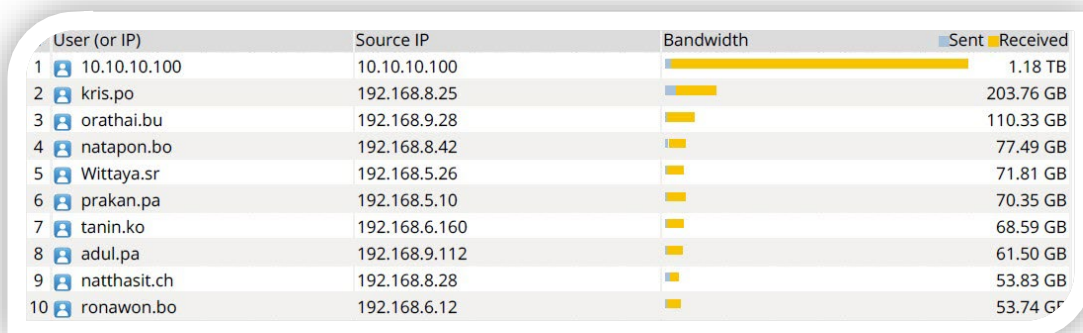 User (or IP) Source IP Bandwidth Sent Received
1 10.10.10.100 10.10.10.100 1.18 TB
2 kris.po 192.168.8.25 203.76 GB
3 orathai.bu 192.168.9.28 110.33 GB
4 natapon.bo 192.168.8.42 77.49 GB
5 Wittaya.sr 192.168.5.26 71.81 GB
6 prakan.pa 192.168.5.10 70.35 GB
7 tanin.ko 192.168.6.160 68.59 GB
8 adul.pa 192.168.9.112 61.50 GB
9 natthasit.ch 192.168.8.28 53.83 GB
10 ronawon.bo 192.168.6.12 53.74 GB